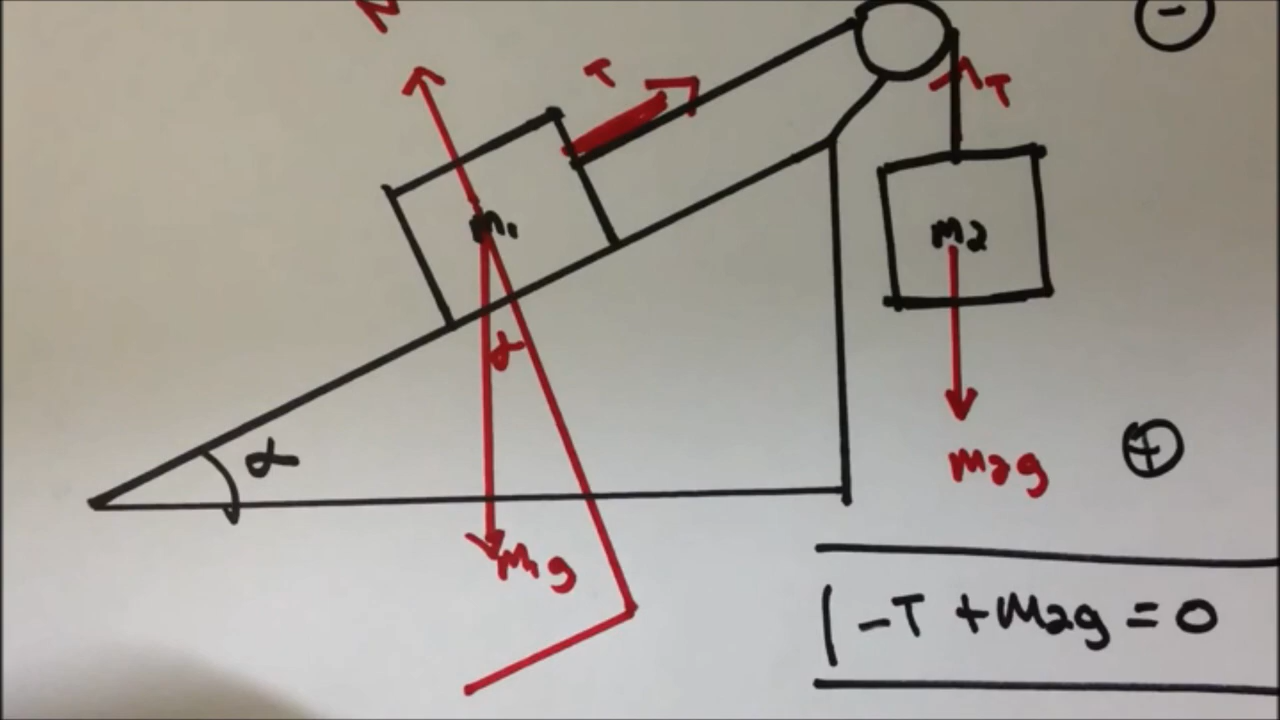 N
T
-
T
m1
m2
α
α
m2g
+
m1g
-T + m2g = 0